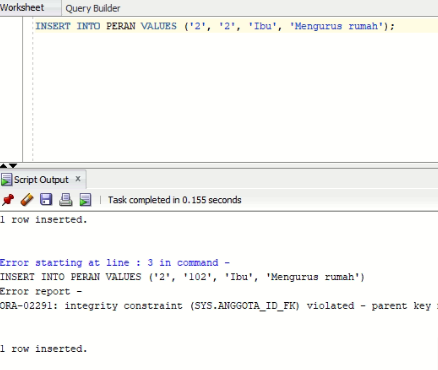 Worksheet Query Builder
INSERT INTO PERAN VALUES ('2', '2', 'Ibu', 'Mengurus rumah');
Script Output x
Task completed in 0.155 seconds
1 row inserted.
Error starting at line : 3 in command -
INSERT INTO PERAN VALUES ('2', '102', 'Ibu', 'Mengurus rumah')
Error report -
ORA-02291: integrity constraint (SYS.ANGGOTA_ID_FK) violated - parent key
1 row inserted.